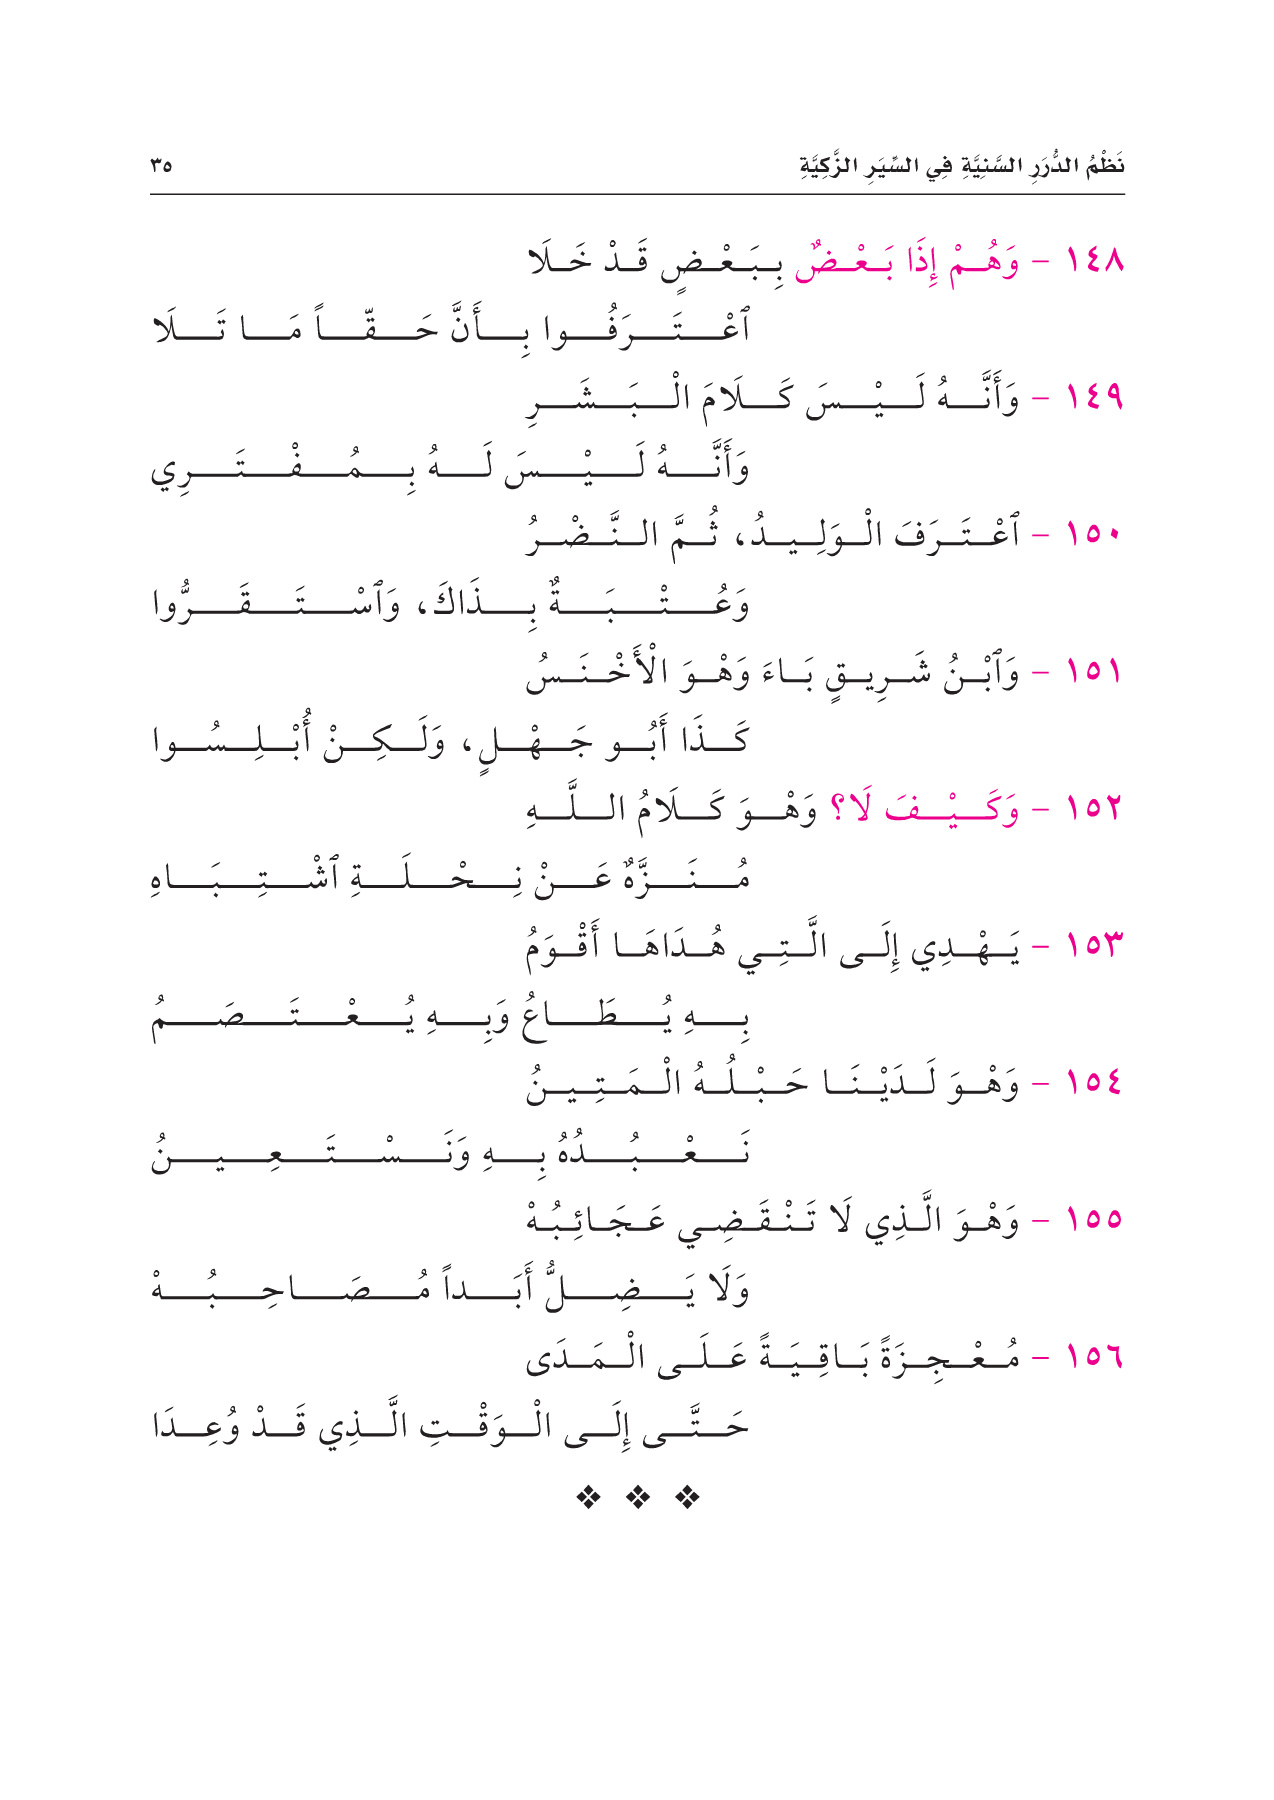 نَظْمُ الدُّرَرِ السَّنِيَّةِ فِي السِّيَرِ الزَّكِيَّةِ ٣٥
١٤٨ - وَهُمْ إِذَا بَعْضٌ بِبَعْضٍ قَدْ خَلَا
ٱعْتَرَفُوا بِأَنَّ حَقّاً مَا تَلَا
١٤٩ - وَأَنَّهُ لَيْسَ كَلَامَ الْبَشَرِ
وَأَنَّهُ لَيْسَ لَهُ بِمُفْتَرِي
١٥٠ - ٱعْتَرَفَ الْوَلِيدُ، ثُمَّ النَّضْرُ
وَعُتْبَةٌ بِذَاكَ، وَٱسْتَقَرُّوا
١٥١ - وَٱبْنُ شَرِيقٍ بَاءَ وَهْوَ الْأَخْنَسُ
كَذَا أَبُو جَهْلٍ، وَلَكِنْ أُبْلِسُوا
١٥٢ - وَكَيْفَ لَا؟ وَهْوَ كَلَامُ اللَّهِ
مُنَزَّهٌ عَنْ نِحْلَةِ ٱشْتِبَاهِ
١٥٣ - يَهْدِي إِلَى الَّتِي هُدَاهَا أَقْوَمُ
بِهِ يُطَاعُ وَبِهِ يُعْتَصَمُ
١٥٤ - وَهْوَ لَدَيْنَا حَبْلُهُ الْمَتِينُ
نَعْبُدُهُ بِهِ وَنَسْتَعِينُ
١٥٥ - وَهْوَ الَّذِي لَا تَنْقَضِي عَجَائِبُهْ
وَلَا يَضِلُّ أَبَداً مُصَاحِبُهْ
١٥٦ - مُعْجِزَةً بَاقِيَةً عَلَى الْمَدَى
حَتَّى إِلَى الْوَقْتِ الَّذِي قَدْ وُعِدَا